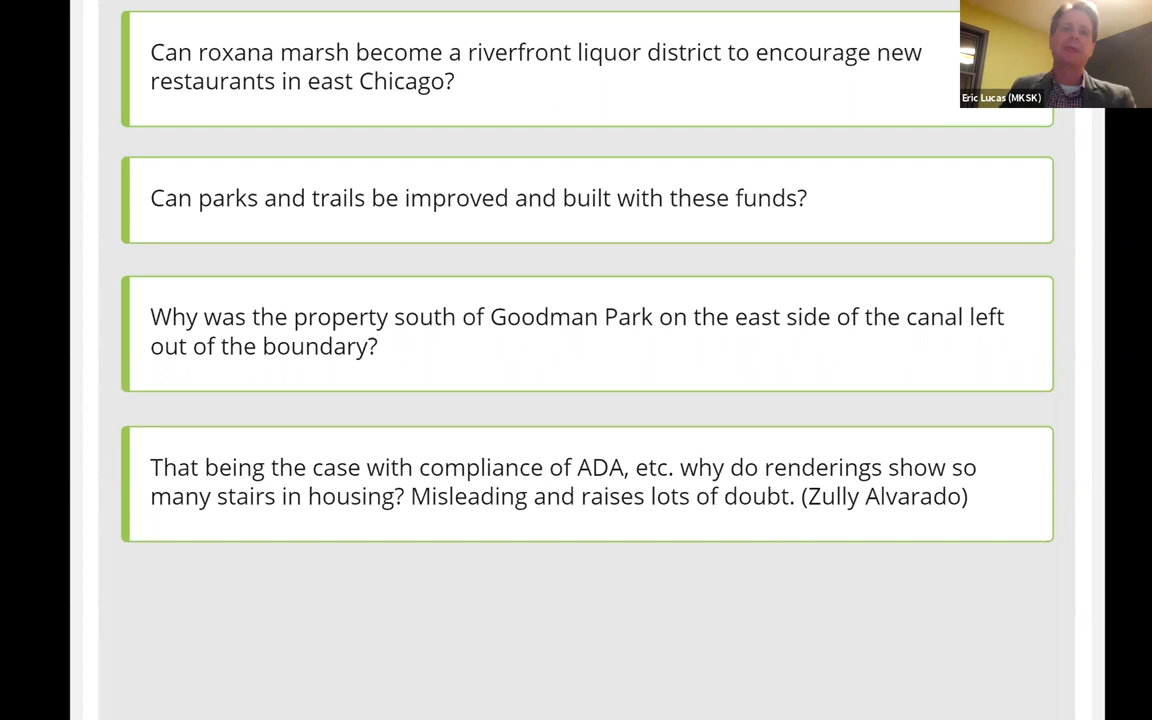 Can roxana marsh become a riverfront liquor district to encourage new
restaurants in east Chicago?
Eric Lucas (MKSK)
Can parks and trails be improved and built with these funds?
Why was the property south of Goodman Park on the east side of the canal left
out of the boundary?
That being the case with compliance of ADA, etc. why do renderings show so
many stairs in housing? Misleading and raises lots of doubt. (Zully Alvarado)